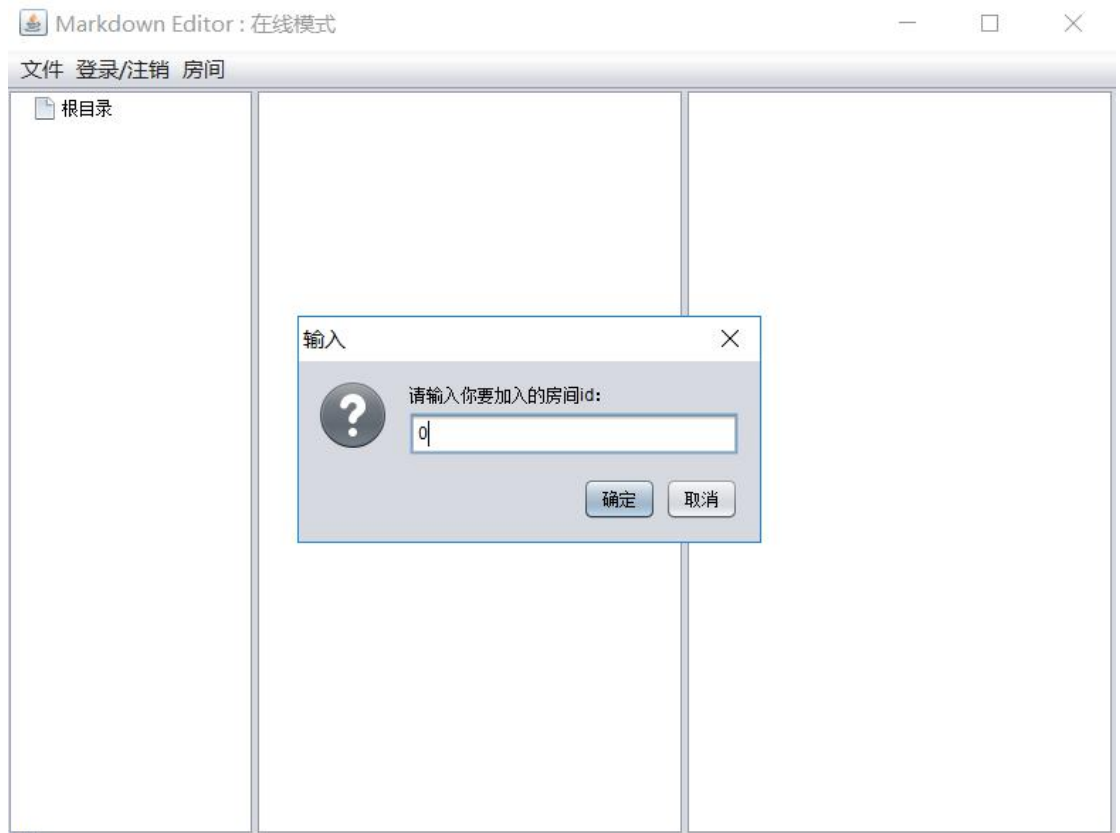 Markdown Editor : 在线模式
文件 登录/注销 房间
根目录
输入
请输入你要加入的房间id:
0
确定 取消